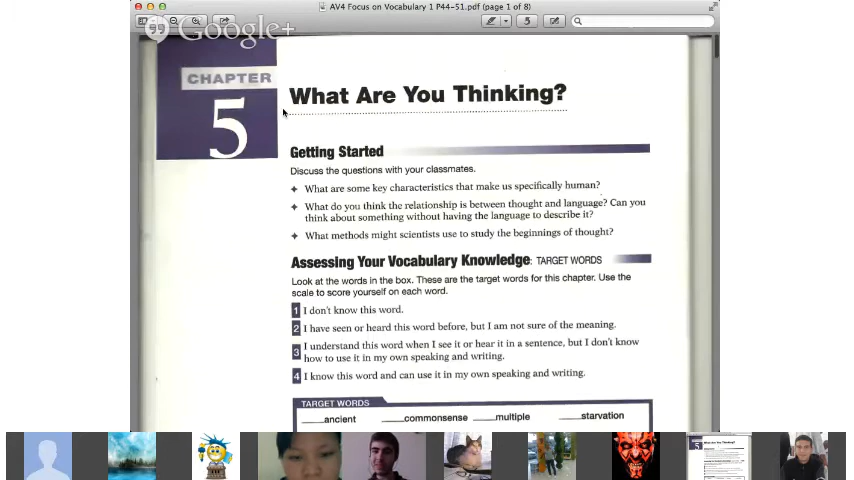 AV4 Focus on Vocabulary 1 P44-51.pdf (page 1 of 8)
Google+
CHAPTER
5
What Are You Thinking?
Getting Started
Discuss the questions with your classmates.
What are some key characteristics that make us specifically human?
What do you think the relationship is between thought and language? Can you
think about something without having the language to describe it?
What methods might scientists use to study the beginnings of thought?
Assessing Your Vocabulary Knowledge: TARGET WORDS
Look at the words in the box. These are the target words for this chapter. Use the
scale to score yourself on each word.
1 I don't know this word.
2 I have seen or heard this word before, but I am not sure of the meaning.
3 I understand this word when I see it or hear it in a sentence, but I don't know
how to use it in my own speaking and writing.
4 I know this word and can use it in my own speaking and writing.
TARGET WORDS
____ancient ____commonsense ____multiple ____starvation